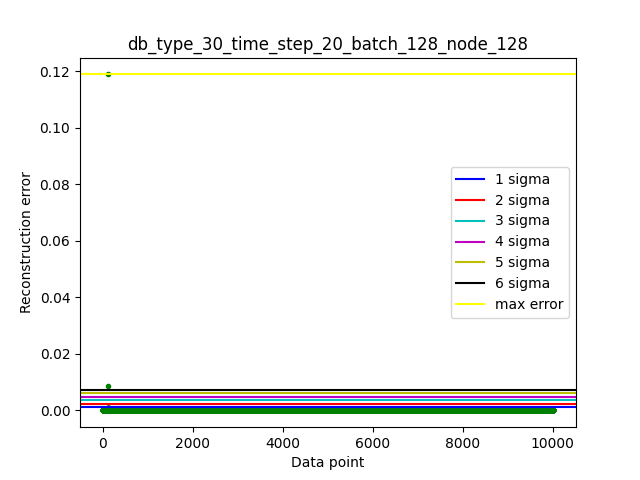 db_type_30_time_step_20_batch_128_node_128
0.12
0.10
0.08
0.06
0.04
0.02
0.00
Reconstruction error
1 sigma
2 sigma
3 sigma
4 sigma
5 sigma
6 sigma
max error
0 2000 4000 6000 8000 10000
Data point